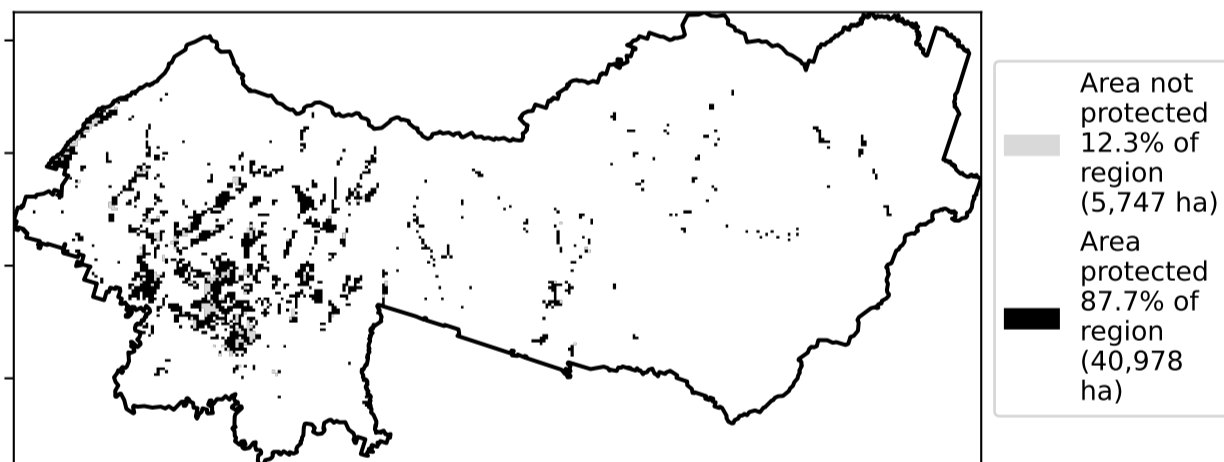 Area not
protected
12.3% of
region
(5,747 ha)
Area
protected
87.7% of
region
(40,978
ha)